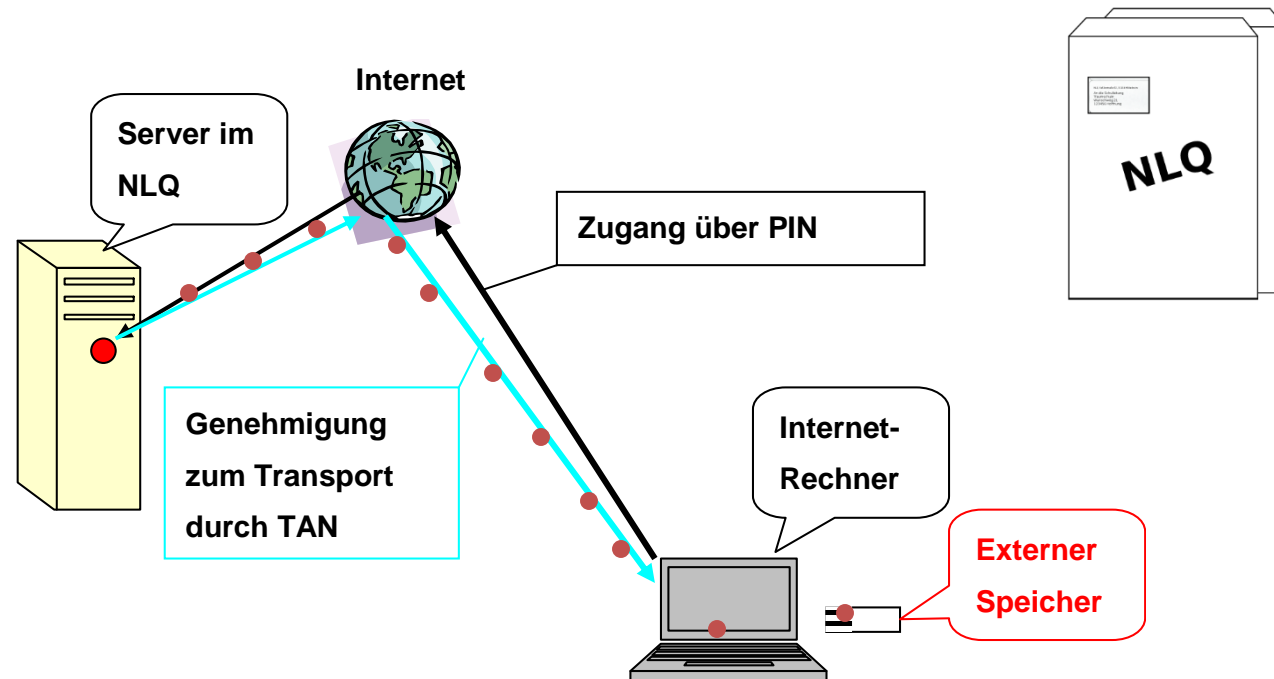 Internet
Server im
NLQ
Zugang über PIN
NLQ
Genehmigung
zum Transport
durch TAN
Internet-
Rechner
Externer
Speicher